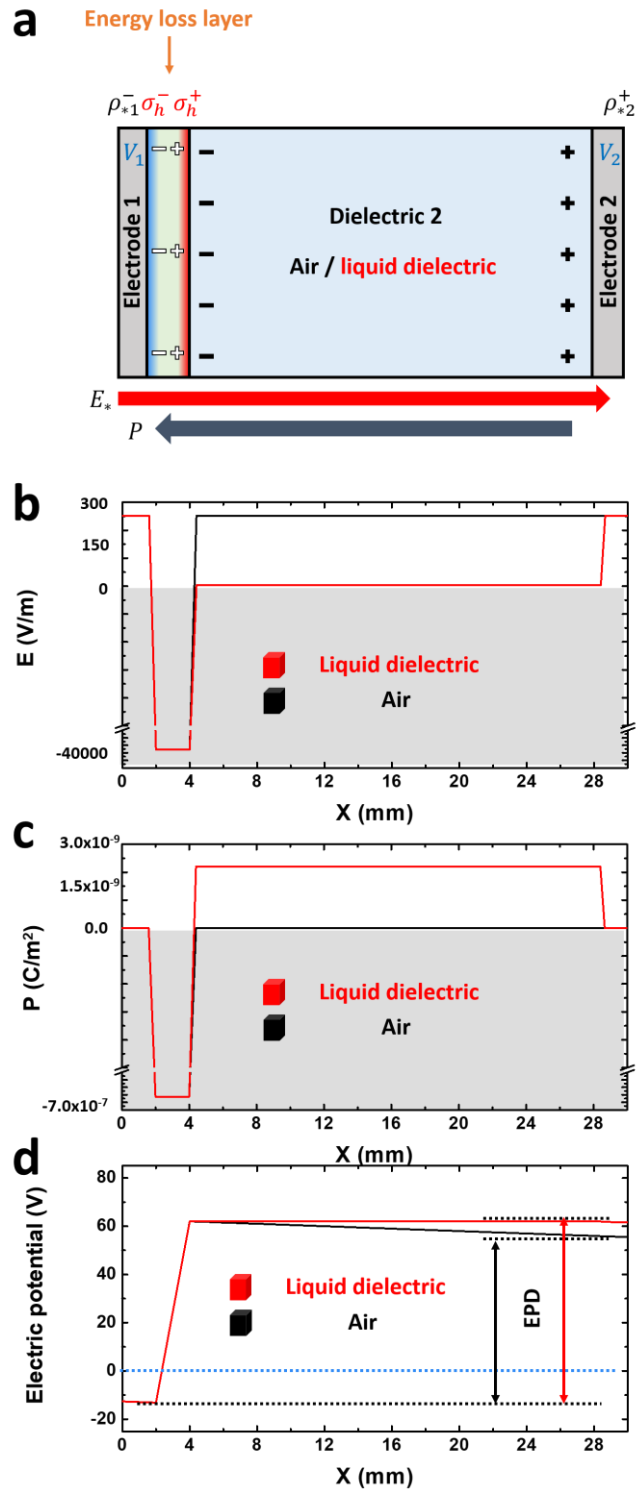 a
Energy loss layer
ρ₊₁⁻ σₕ⁻ σₕ⁺ ρ₊₂⁺
V₁ V₂
Electrode 1
Dielectric 2
Air / liquid dielectric
Electrode 2
E₊
P
b
300
150
0
-40000
E (V/m)
Liquid dielectric
Air
0 4 8 12 16 20 24 28
X (mm)
c
3.0x10⁻⁹
1.5x10⁻⁹
0.0
-7.0x10⁻⁷
P (C/m²)
Liquid dielectric
Air
0 4 8 12 16 20 24 28
X (mm)
d
80
60
40
20
0
-20
Electric potential (V)
Liquid dielectric
Air
EPD
0 4 8 12 16 20 24 28
X (mm)